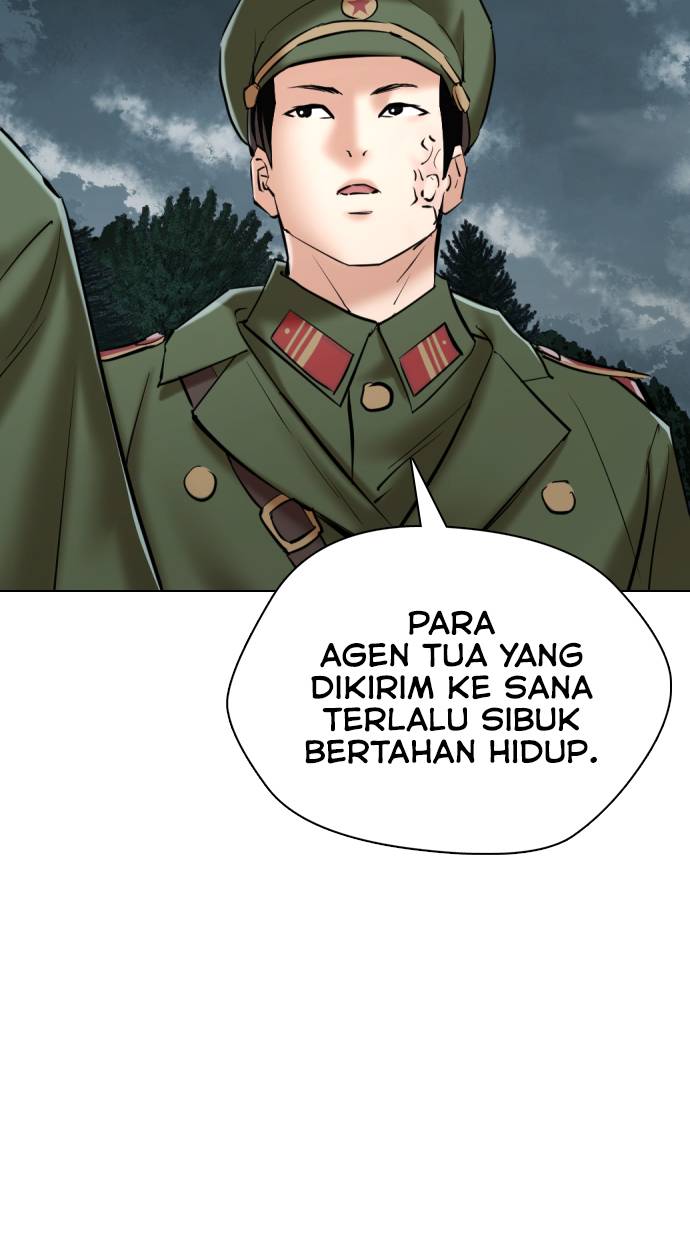 PARA
AGEN TUA YANG
DIKIRIM KE SANA
TERLALU SIBUK
BERTAHAN HIDUP.